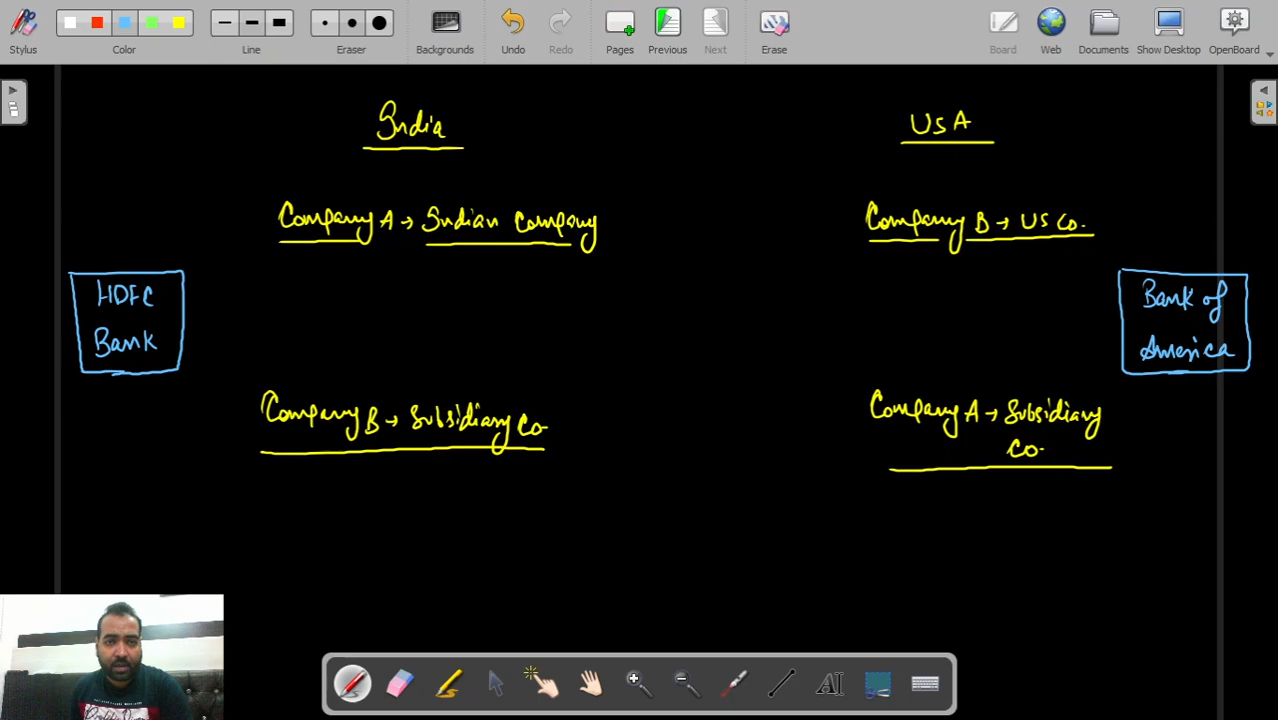 Stylus
Color
Line
Eraser
Backgrounds
Undo
Redo
Pages
Previous
Next
Erase
Board
Web
Documents
Show Desktop
OpenBoard
India
USA
Company A → Indian Company
Company B → US Co.
HDFC
Bank
Bank of
America
Company B → Subsidiary Co.
Company A → Subsidiary
Co.